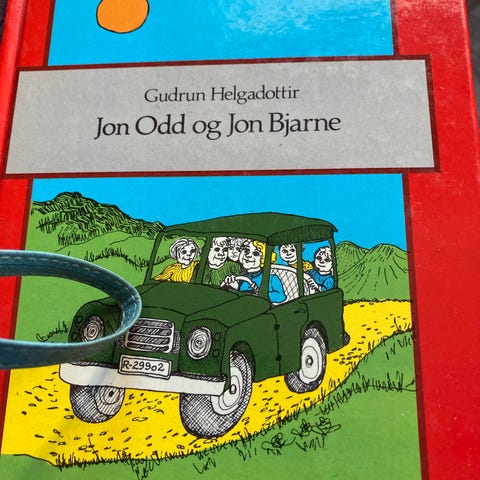 Gudrun Helgadottir
Jon Odd og Jon Bjarne
R-29902